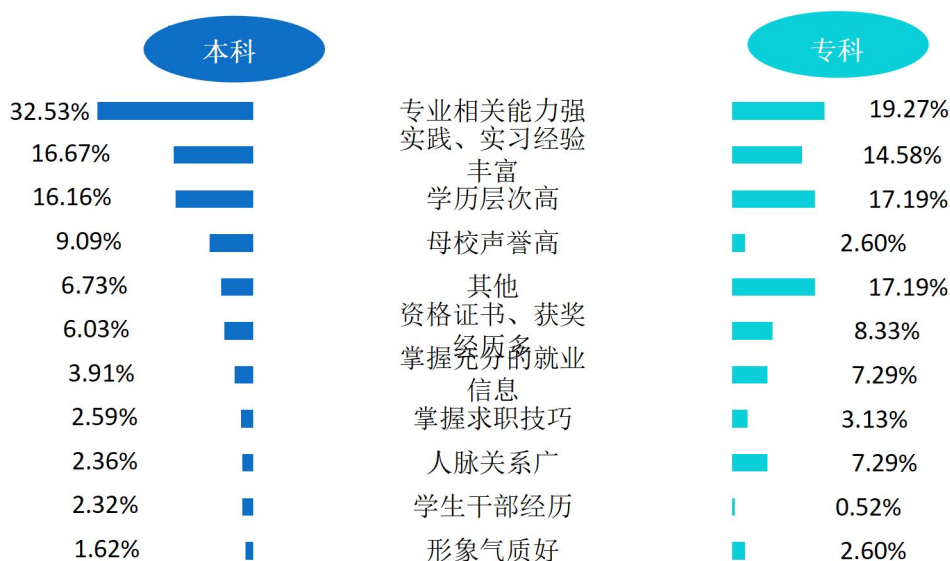 本科 专科
32.53% 专业相关能力强 19.27%
16.67% 实践、实习经验 14.58%
丰富
16.16% 学历层次高 17.19%
9.09% 母校声誉高 2.60%
6.73% 其他 17.19%
6.03% 资格证书、获奖 8.33%
经历多
3.91% 掌握充分的就业 7.29%
信息
2.59% 掌握求职技巧 3.13%
2.36% 人脉关系广 7.29%
2.32% 学生干部经历 0.52%
1.62% 形象气质好 2.60%